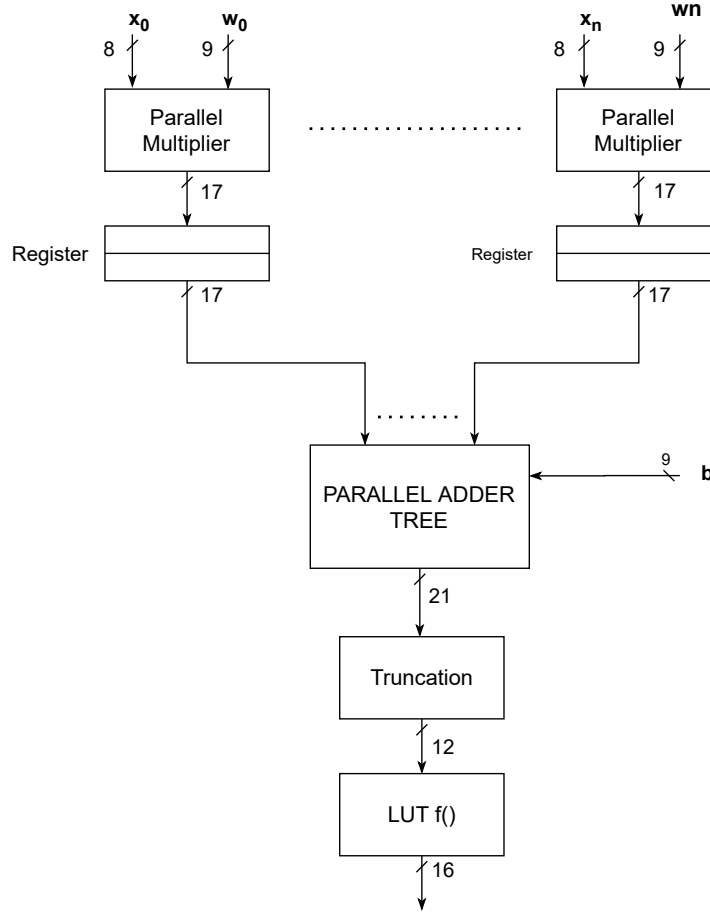 x0 w0 xn wn
8 9 8 9
Parallel
Multiplier
Parallel
Multiplier
17 17
Register Register
17 17
9
b
PARALLEL ADDER
TREE
21
Truncation
12
LUT f()
16